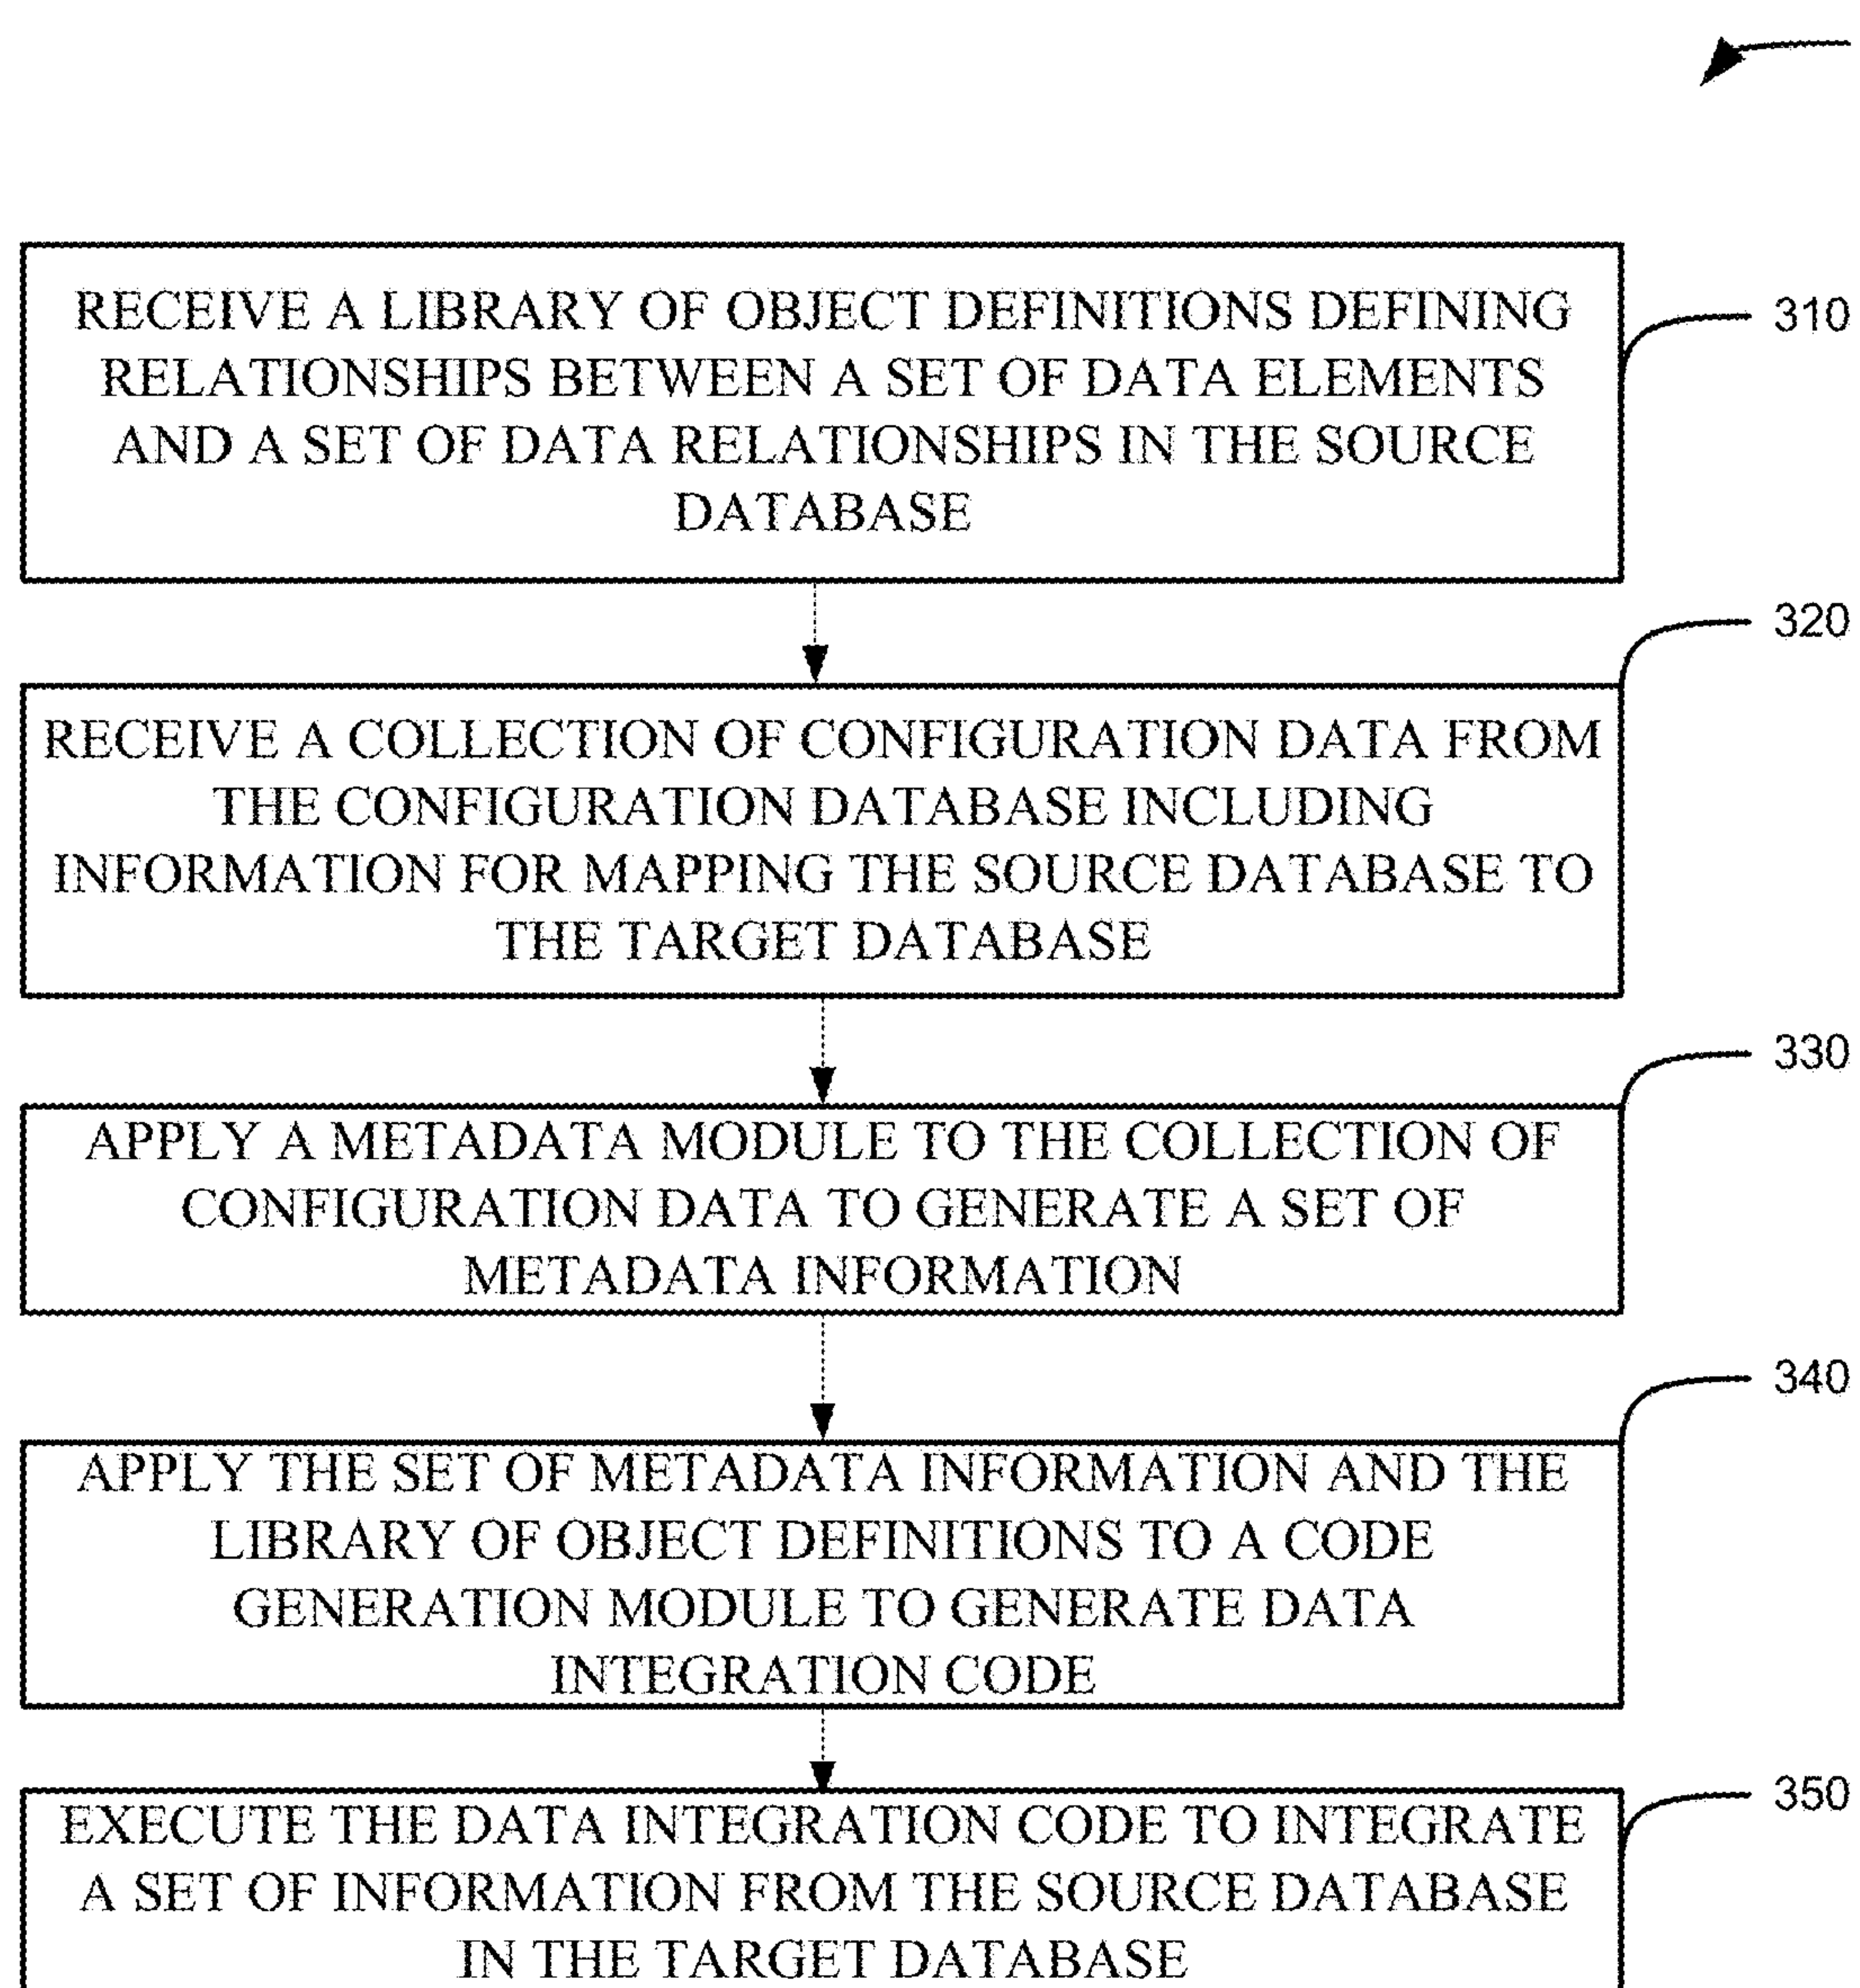 RECEIVE A LIBRARY OF OBJECT DEFINITIONS DEFINING
RELATIONSHIPS BETWEEN A SET OF DATA ELEMENTS
AND A SET OF DATA RELATIONSHIPS IN THE SOURCE
DATABASE
310
320
RECEIVE A COLLECTION OF CONFIGURATION DATA FROM
THE CONFIGURATION DATABASE INCLUDING
INFORMATION FOR MAPPING THE SOURCE DATABASE TO
THE TARGET DATABASE
330
APPLY A METADATA MODULE TO THE COLLECTION OF
CONFIGURATION DATA TO GENERATE A SET OF
METADATA INFORMATION
340
APPLY THE SET OF METADATA INFORMATION AND THE
LIBRARY OF OBJECT DEFINITIONS TO A CODE
GENERATION MODULE TO GENERATE DATA
INTEGRATION CODE
350
EXECUTE THE DATA INTEGRATION CODE TO INTEGRATE
A SET OF INFORMATION FROM THE SOURCE DATABASE
IN THE TARGET DATABASE